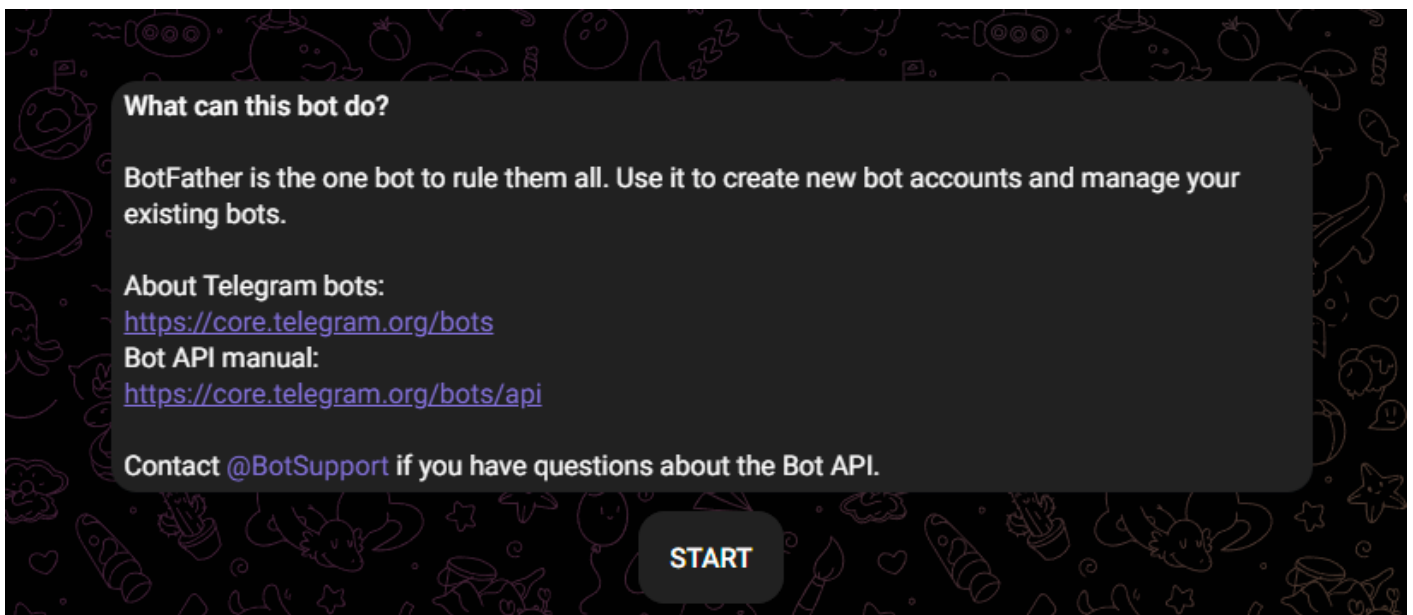 What can this bot do?
BotFather is the one bot to rule them all. Use it to create new bot accounts and manage your
existing bots.
About Telegram bots:
https://core.telegram.org/bots
Bot API manual:
https://core.telegram.org/bots/api
Contact @BotSupport if you have questions about the Bot API.
START